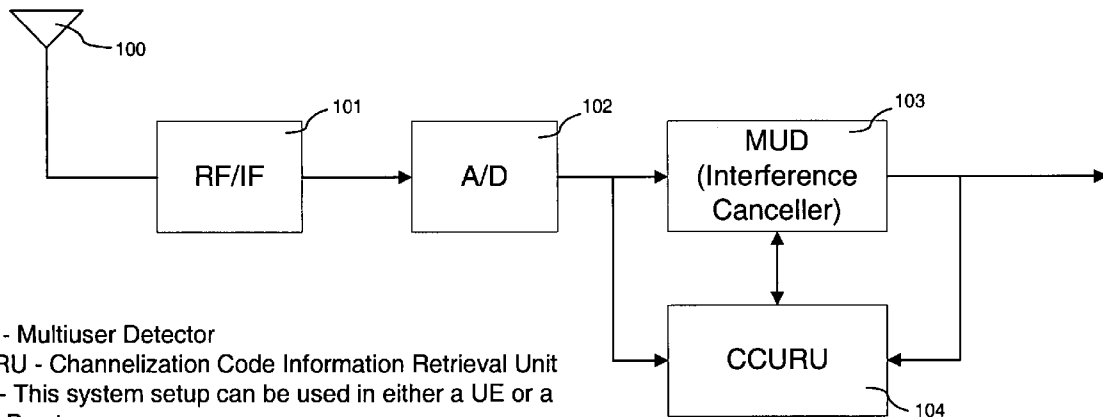 100
101
102
103
RF/IF
A/D
MUD
(Interference
Canceller)
- Multiuser Detector
RU - Channelization Code Information Retrieval Unit
- This system setup can be used in either a UE or a
CCURU
104